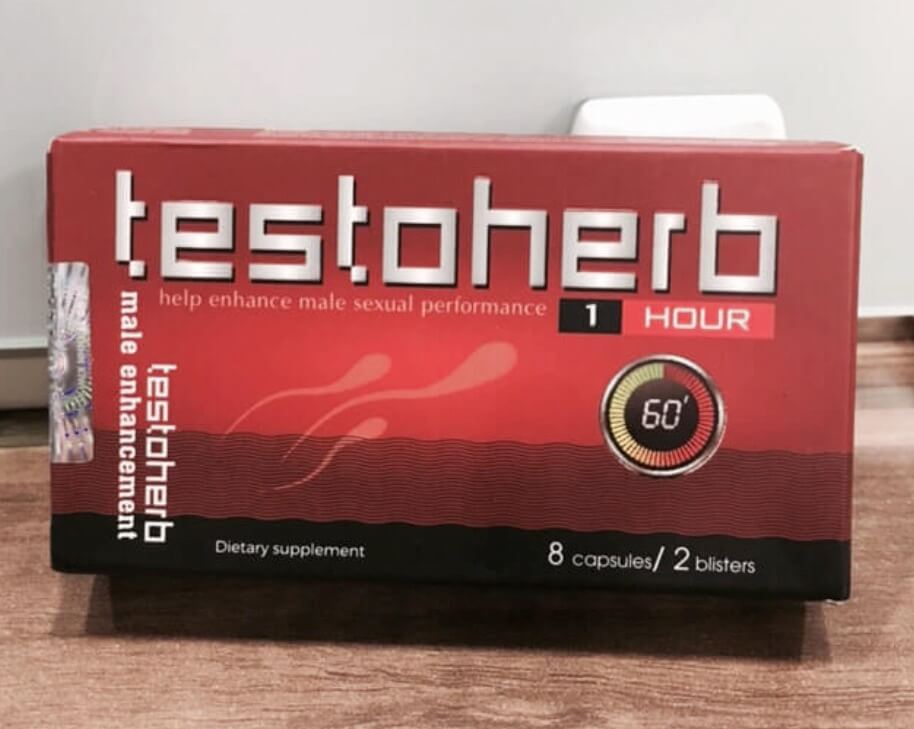 testoherb
help enhance male sexual performance
1 HOUR
60'
male enhancement
testoherb
Dietary supplement
8 capsules/ 2 blisters